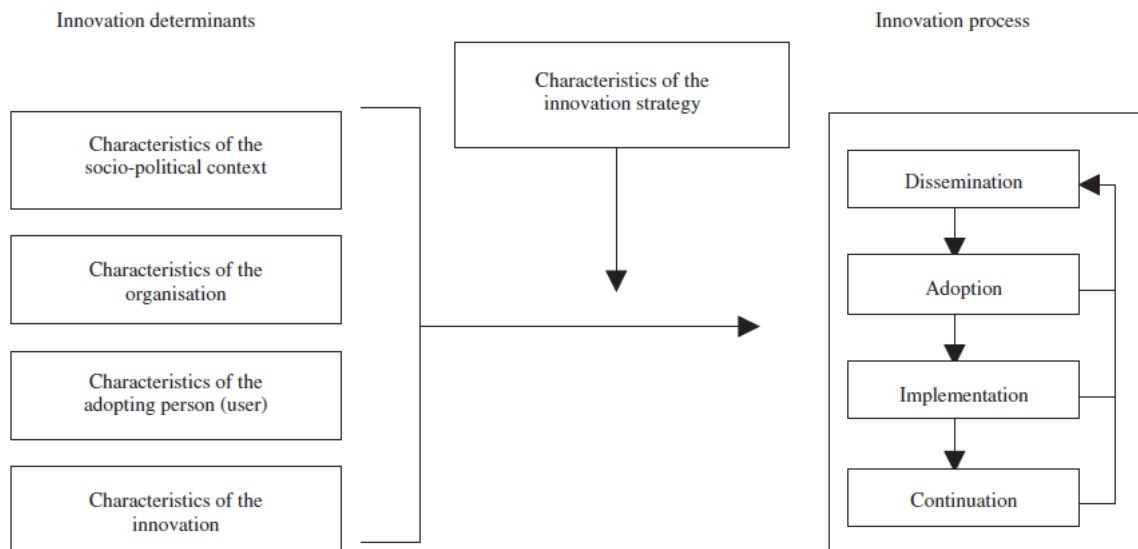 Innovation determinants
Innovation process
Characteristics of the
innovation strategy
Characteristics of the
socio-political context
Characteristics of the
organisation
Characteristics of the
adopting person (user)
Characteristics of the
innovation
Dissemination
Adoption
Implementation
Continuation